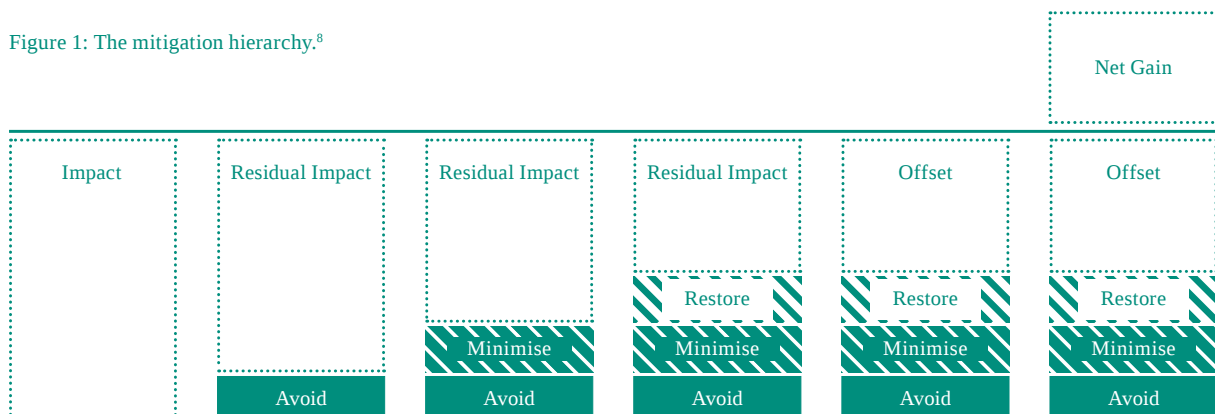 Figure 1: The mitigation hierarchy.⁸
Net Gain
Impact
Residual Impact
Residual Impact
Residual Impact
Offset
Offset
Restore
Restore
Restore
Minimise
Minimise
Minimise
Minimise
Avoid
Avoid
Avoid
Avoid
Avoid